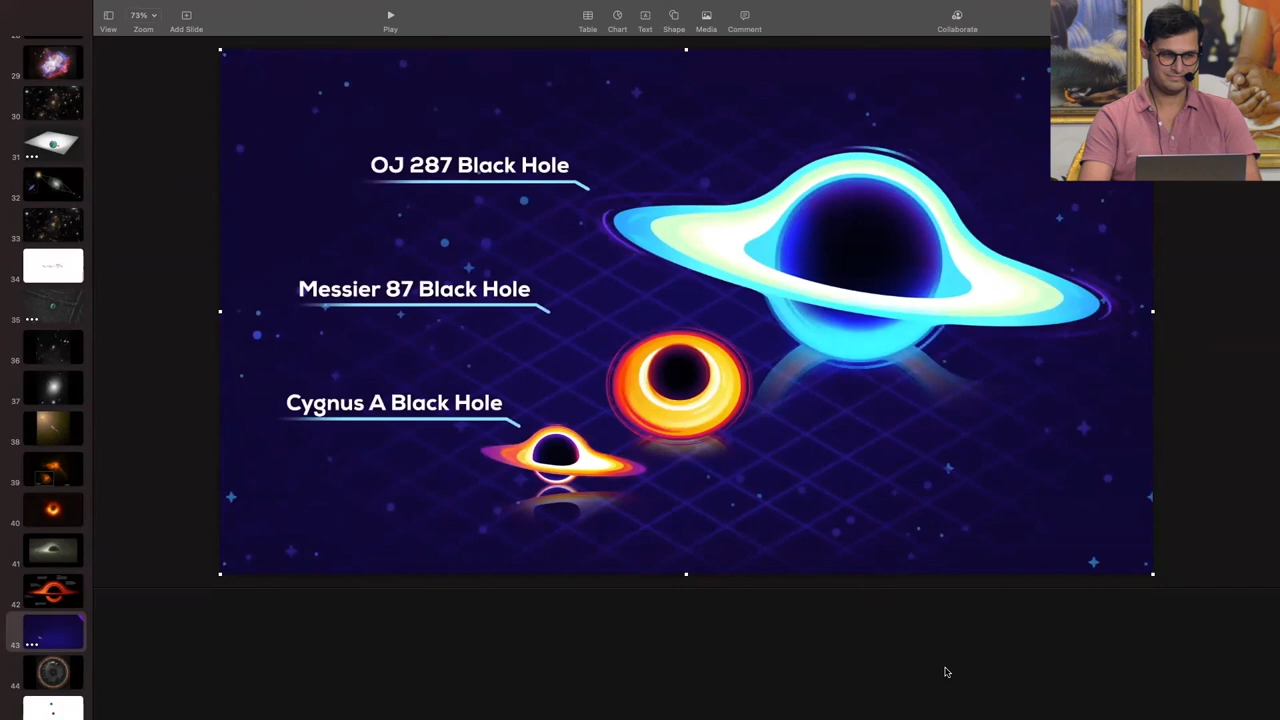 73%
View
Zoom
Add Slide
Play
Table
Chart
Text
Shape
Media
Comment
Collaborate
29
30
31
32
33
34
35
36
37
38
39
40
41
42
43
44
OJ 287 Black Hole
Messier 87 Black Hole
Cygnus A Black Hole